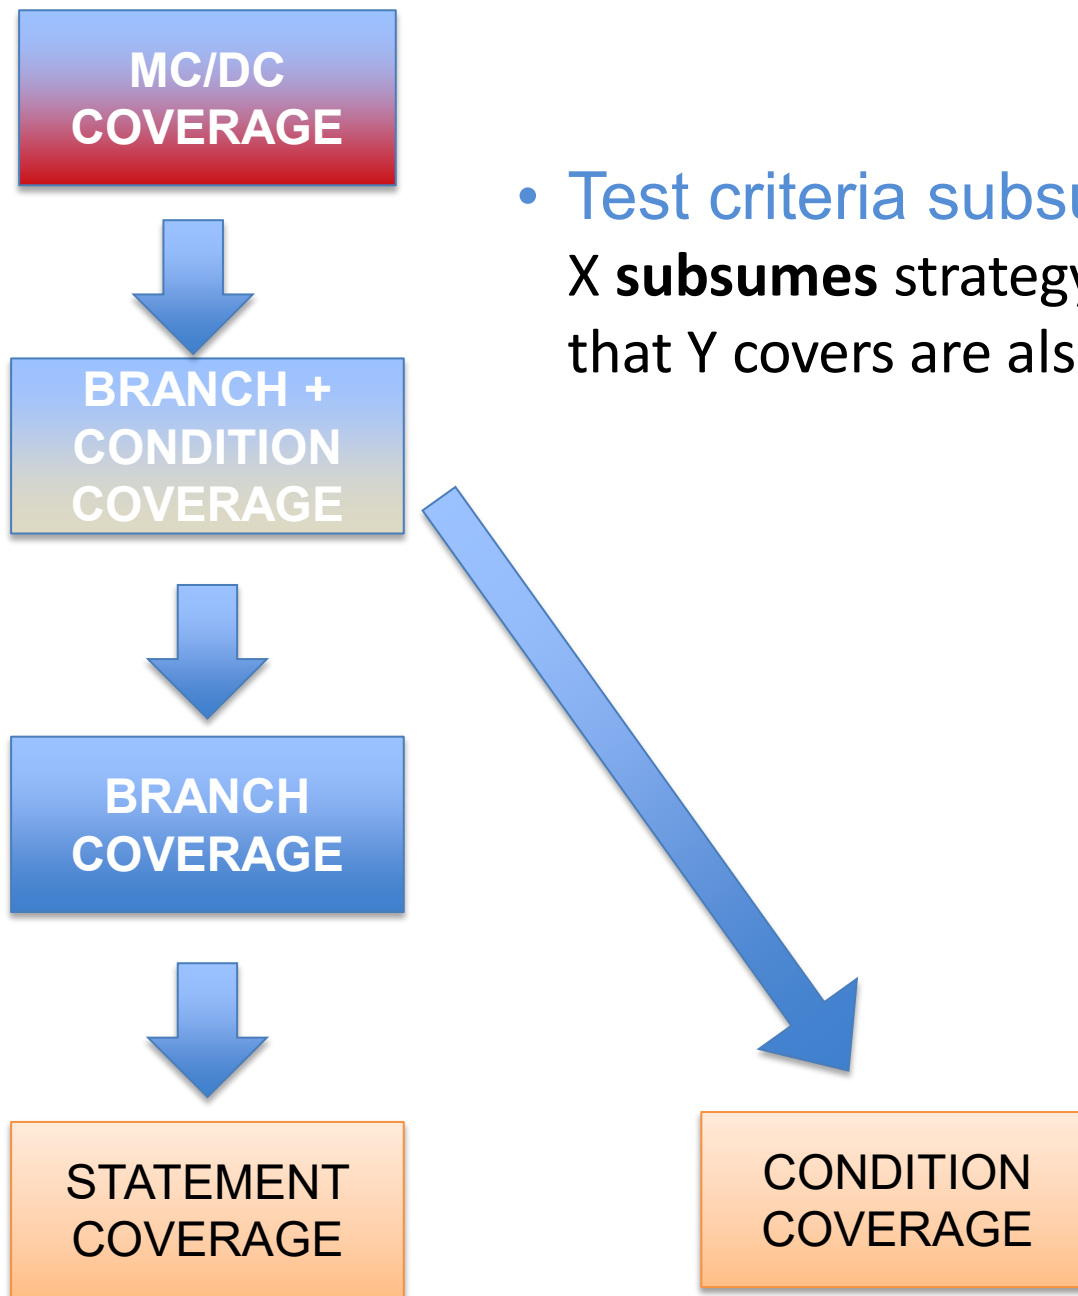 MC/DC
COVERAGE
• Test criteria subsu
X subsumes strategy
that Y covers are als
BRANCH +
CONDITION
COVERAGE
BRANCH
COVERAGE
STATEMENT
COVERAGE
CONDITION
COVERAGE